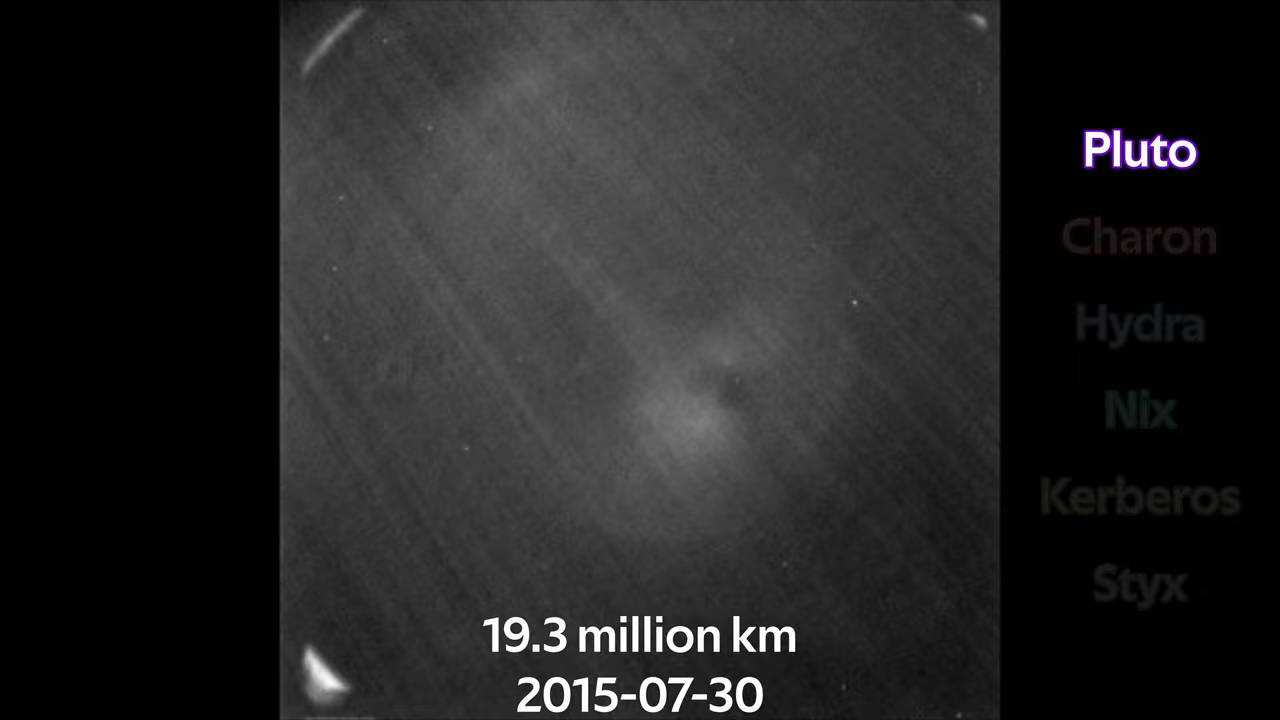 Pluto
Charon
Hydra
Nix
Kerberos
Styx
19.3 million km
2015-07-30